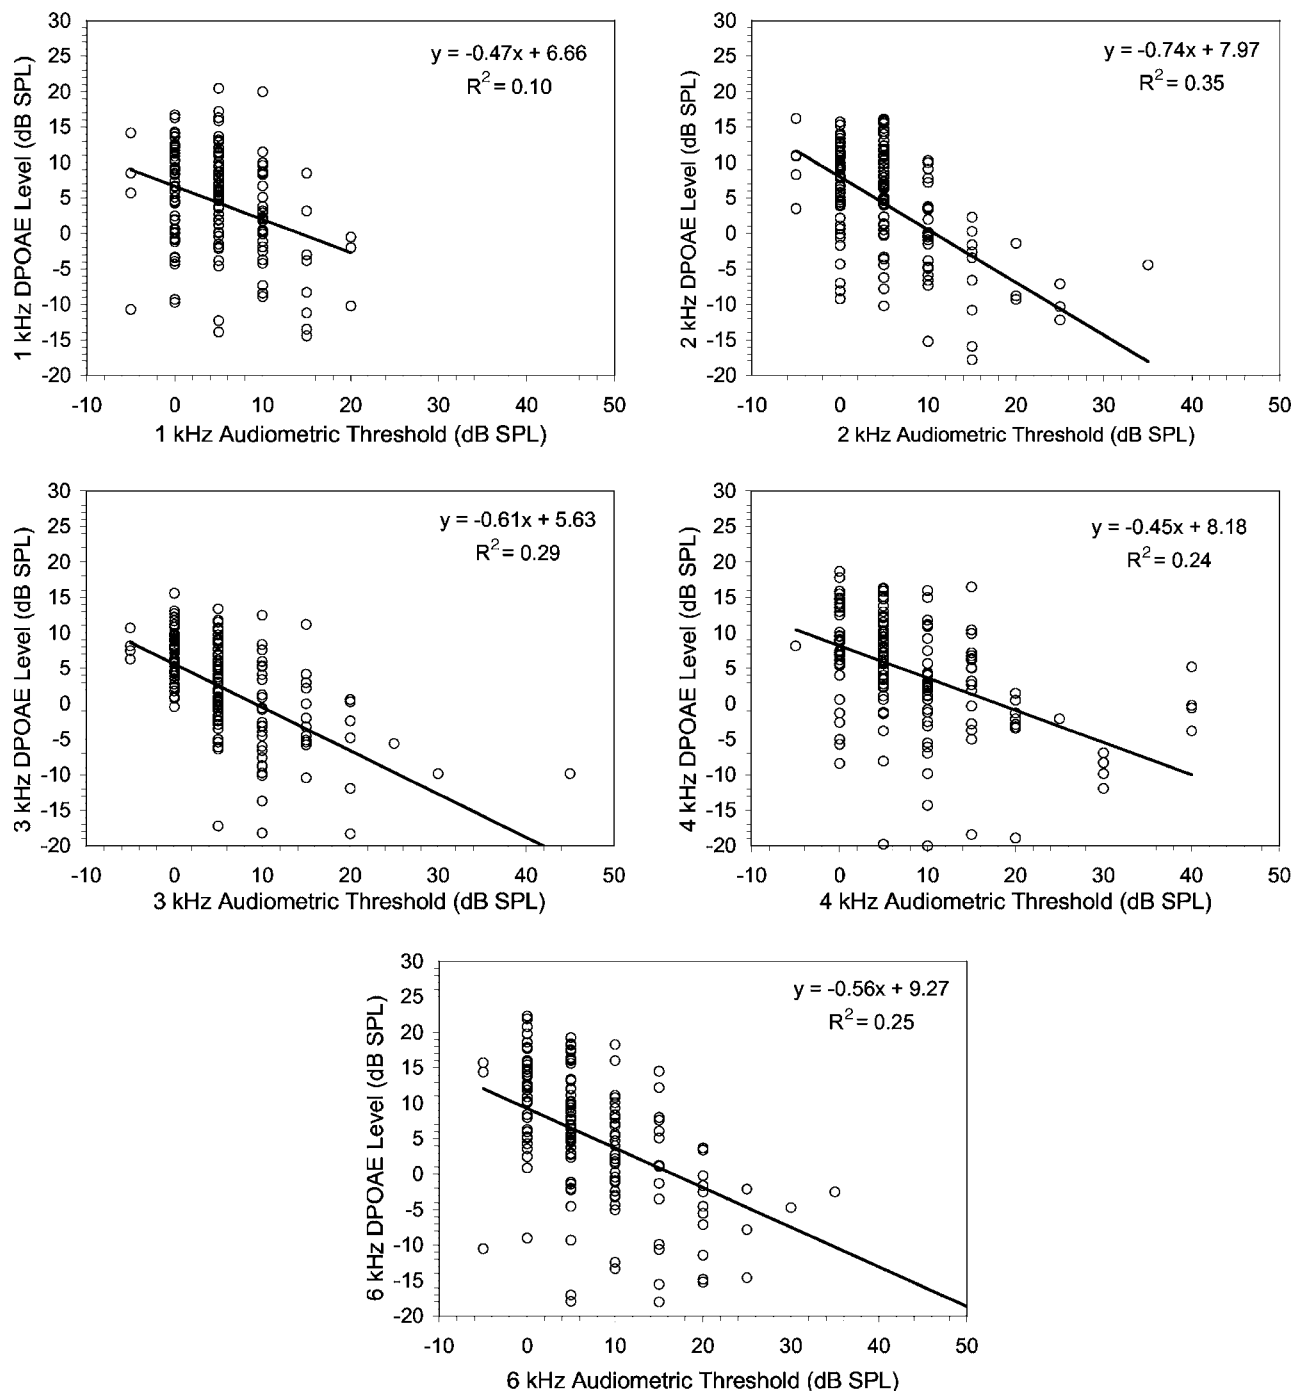 y = -0.47x + 6.66
R2 = 0.10
1 kHz DPOAE Level (dB SPL)
30
25
20
15
10
5
0
-5
-10
-15
-20
-10 0 10 20 30 40 50
1 kHz Audiometric Threshold (dB SPL)
y = -0.74x + 7.97
R2 = 0.35
2 kHz DPOAE Level (dB SPL)
30
25
20
15
10
5
0
-5
-10
-15
-20
-10 0 10 20 30 40 50
2 kHz Audiometric Threshold (dB SPL)
y = -0.61x + 5.63
R2 = 0.29
3 kHz DPOAE Level (dB SPL)
30
25
20
15
10
5
0
-5
-10
-15
-20
-10 0 10 20 30 40 50
3 kHz Audiometric Threshold (dB SPL)
y = -0.45x + 8.18
R2 = 0.24
4 kHz DPOAE Level (dB SPL)
30
25
20
15
10
5
0
-5
-10
-15
-20
-10 0 10 20 30 40 50
4 kHz Audiometric Threshold (dB SPL)
y = -0.56x + 9.27
R2 = 0.25
6 kHz DPOAE Level (dB SPL)
30
25
20
15
10
5
0
-5
-10
-15
-20
-10 0 10 20 30 40 50
6 kHz Audiometric Threshold (dB SPL)